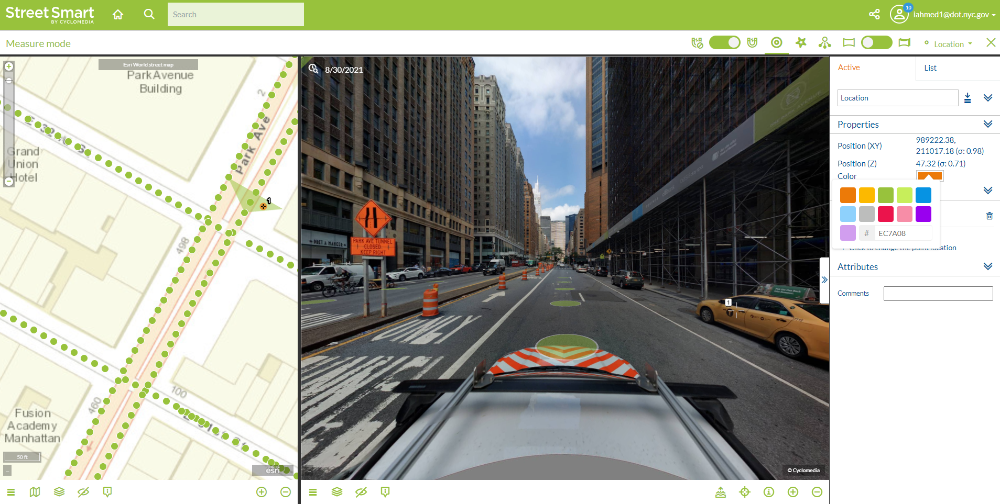 Street Smart
BY CYCLOMEDIA
Search
10
iahmed1@dot.nyc.gov
Measure mode
Location
Esri World street map
Park Avenue
Building
2
Park Ave
Grand
Union
Hotel
498
1
460
100
Fusion
Academy
Manhattan
50 ft
...
esri
8/30/2021
PARK AVE TUNNEL
CLOSED
KEEP RIGHT
PRET A MANGER
ONE PARK AVENUE
ONLY
1
...
© Cyclomedia
Active
List
Location
Properties
Position (XY)
989222.38,
211017.18 (σ: 0.98)
Position (Z)
47.32 (σ: 0.71)
Color
# EC7A08
Click to change the point location
Attributes
Comments